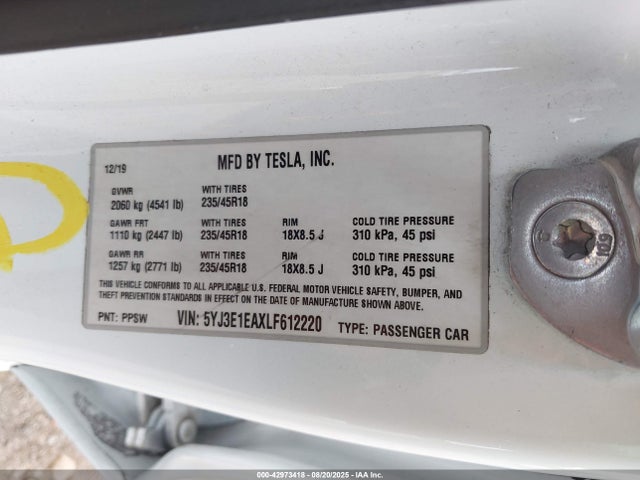 12/19 MFD BY TESLA, INC.
GVWR WITH TIRES
2060 kg (4541 lb) 235/45R18
GAWR FRT WITH TIRES RIM COLD TIRE PRESSURE
1110 kg (2447 lb) 235/45R18 18X8.5 J 310 kPa, 45 psi
GAWR RR WITH TIRES RIM COLD TIRE PRESSURE
1257 kg (2771 lb) 235/45R18 18X8.5 J 310 kPa, 45 psi
THIS VEHICLE CONFORMS TO ALL APPLICABLE U.S. FEDERAL MOTOR VEHICLE SAFETY, BUMPER, AND
THEFT PREVENTION STANDARDS IN EFFECT ON THE DATE OF MANUFACTURE SHOWN ABOVE.
PNT: PPSW VIN: 5YJ3E1EAXLF612220 TYPE: PASSENGER CAR
000-42973418 - 08/20/2025 - IAA Inc.